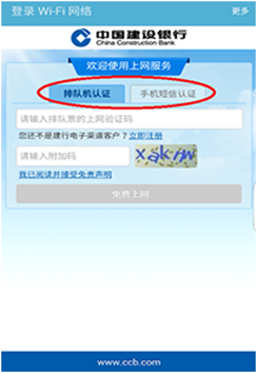 登录 Wi-Fi 网络 更多
中国建设银行
China Construction Bank
欢迎使用上网服务
排队机认证 手机短信认证
请输入排队票的上网验证码
您还不是建行电子渠道客户？立即注册
请输入附加码 xakrw
我已阅读并接受免责声明
免费上网
www.ccb.com